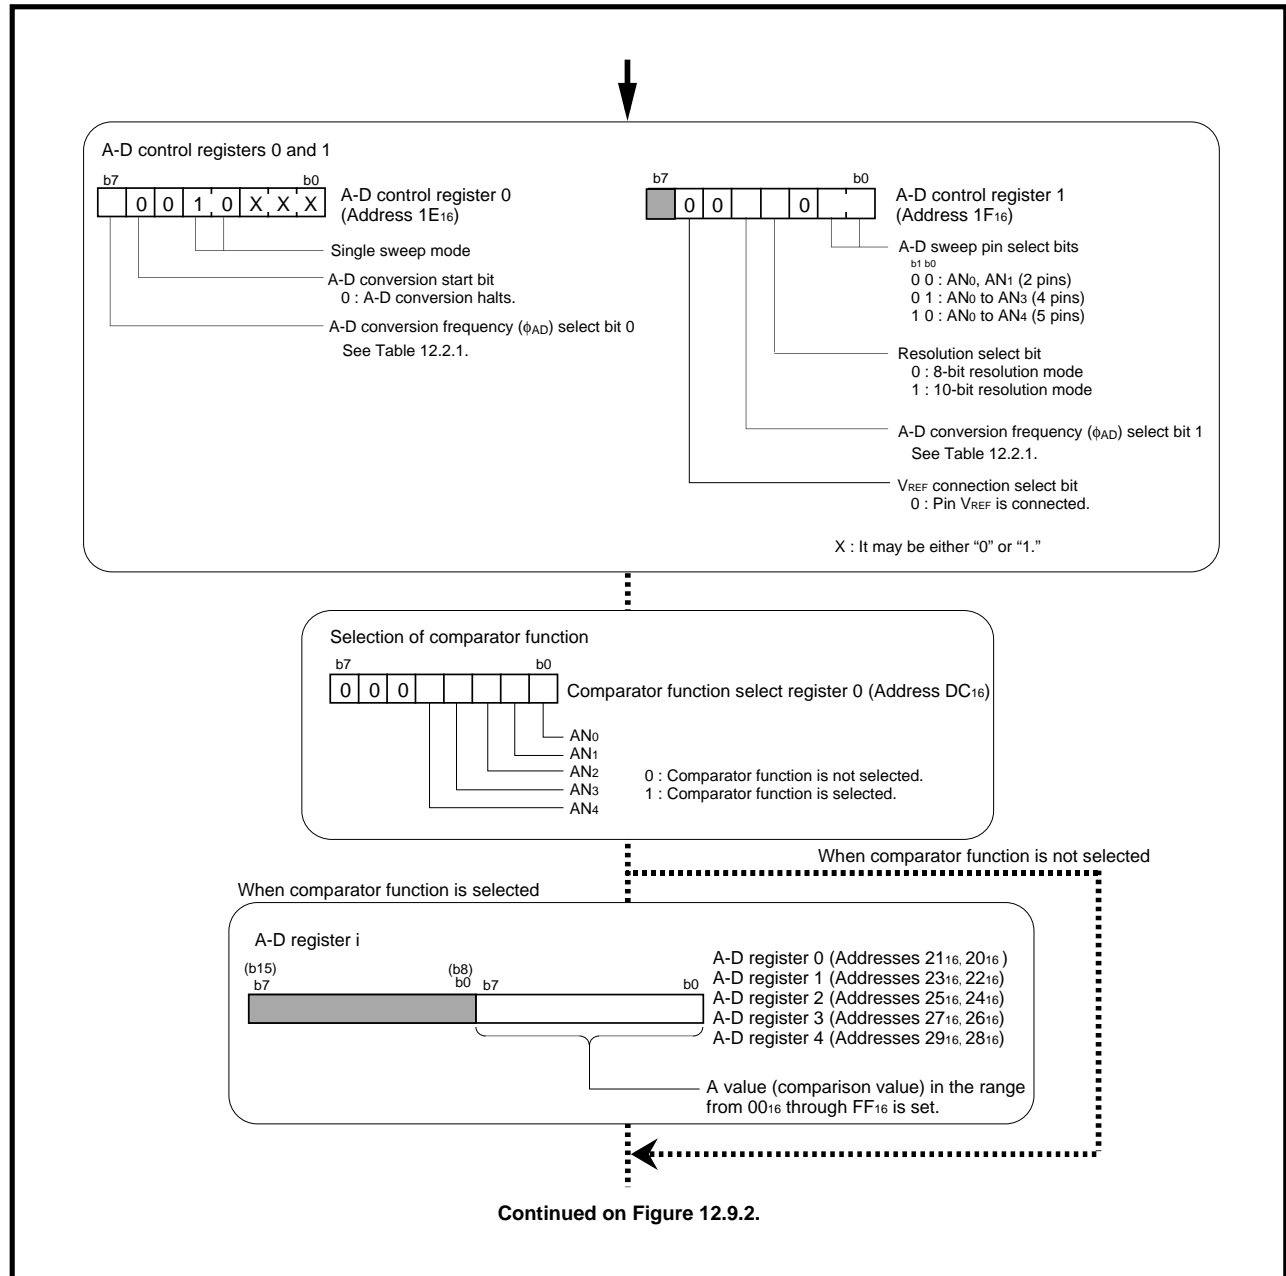 A-D control registers 0 and 1
b7 b0
0 0 1 0 X X X
A-D control register 0
(Address 1E16)
Single sweep mode
A-D conversion start bit
0 : A-D conversion halts.
A-D conversion frequency (ϕAD) select bit 0
See Table 12.2.1.
b7 b0
0 0 0
A-D control register 1
(Address 1F16)
A-D sweep pin select bits
b1 b0
0 0 : AN0, AN1 (2 pins)
0 1 : AN0 to AN3 (4 pins)
1 0 : AN0 to AN4 (5 pins)
Resolution select bit
0 : 8-bit resolution mode
1 : 10-bit resolution mode
A-D conversion frequency (ϕAD) select bit 1
See Table 12.2.1.
VREF connection select bit
0 : Pin VREF is connected.
X : It may be either “0” or “1.”
Selection of comparator function
b7 b0
0 0 0
Comparator function select register 0 (Address DC16)
AN0
AN1
AN2
AN3
AN4
0 : Comparator function is not selected.
1 : Comparator function is selected.
When comparator function is not selected
When comparator function is selected
A-D register i
(b15) (b8)
b7 b0 b7 b0
A-D register 0 (Addresses 2116, 2016 )
A-D register 1 (Addresses 2316, 2216)
A-D register 2 (Addresses 2516, 2416)
A-D register 3 (Addresses 2716, 2616)
A-D register 4 (Addresses 2916, 2816)
A value (comparison value) in the range
from 0016 through FF16 is set.
Continued on Figure 12.9.2.